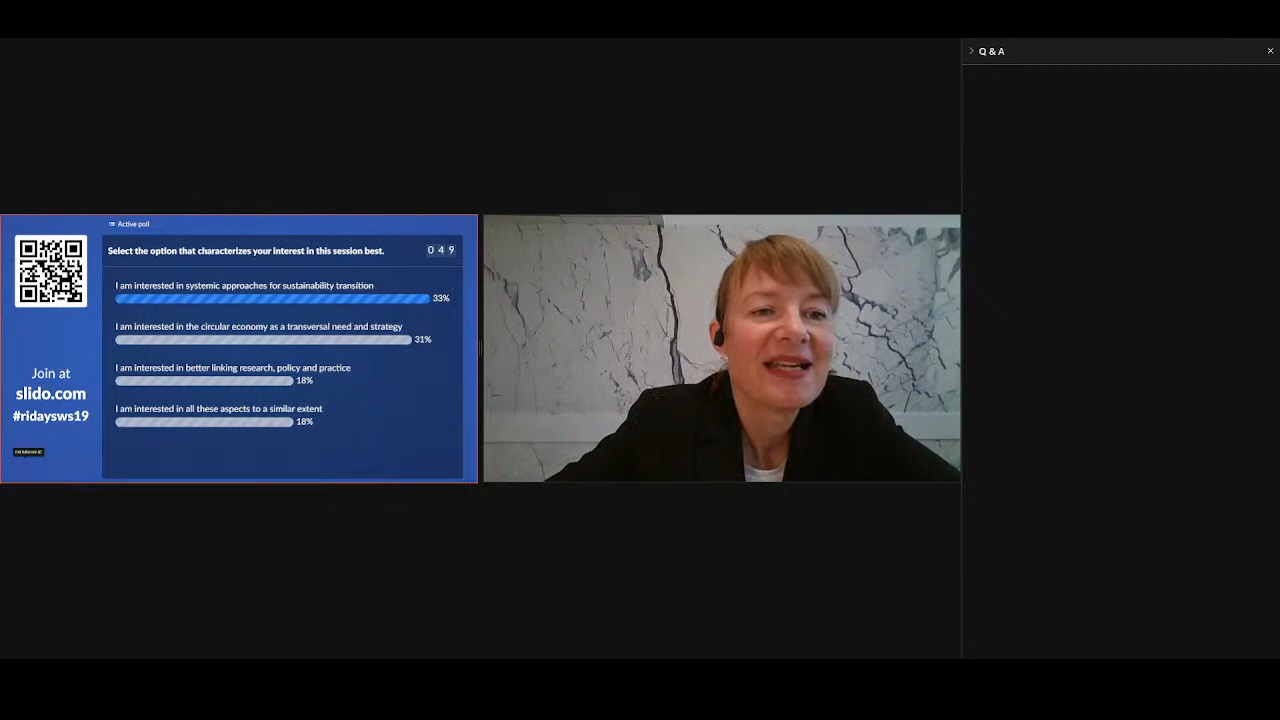 Q & A
Active poll
Select the option that characterizes your interest in this session best.
0 4 9
I am interested in systemic approaches for sustainability transition
33%
I am interested in the circular economy as a transversal need and strategy
31%
I am interested in better linking research, policy and practice
18%
I am interested in all these aspects to a similar extent
18%
Join at
slido.com
#ridaysws19